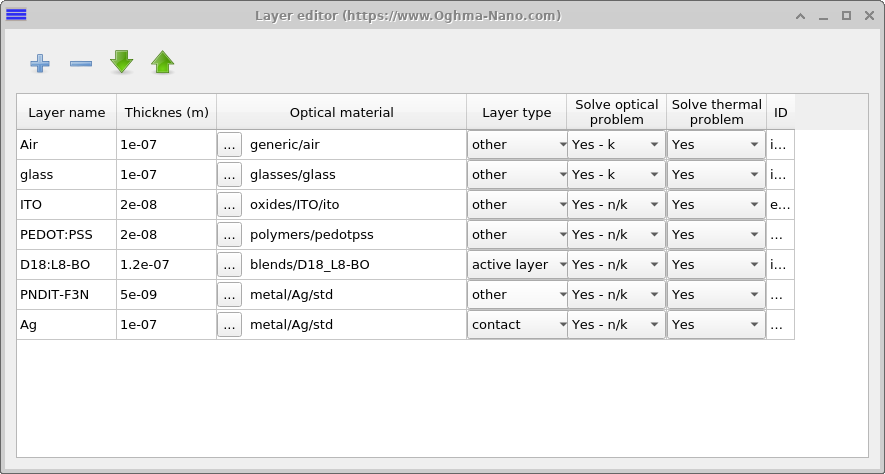 Layer editor (https://www.Oghma-Nano.com)
Layer name Thicknes (m) Optical material Layer type Solve optical problem Solve thermal problem ID
Air 1e-07 ... generic/air other Yes - k Yes i...
glass 1e-07 ... glasses/glass other Yes - k Yes i...
ITO 2e-08 ... oxides/ITO/ito other Yes - n/k Yes e...
PEDOT:PSS 2e-08 ... polymers/pedotpss other Yes - n/k Yes ...
D18:L8-BO 1.2e-07 ... blends/D18_L8-BO active layer Yes - n/k Yes i...
PNDIT-F3N 5e-09 ... metal/Ag/std other Yes - n/k Yes ...
Ag 1e-07 ... metal/Ag/std contact Yes - n/k Yes ...